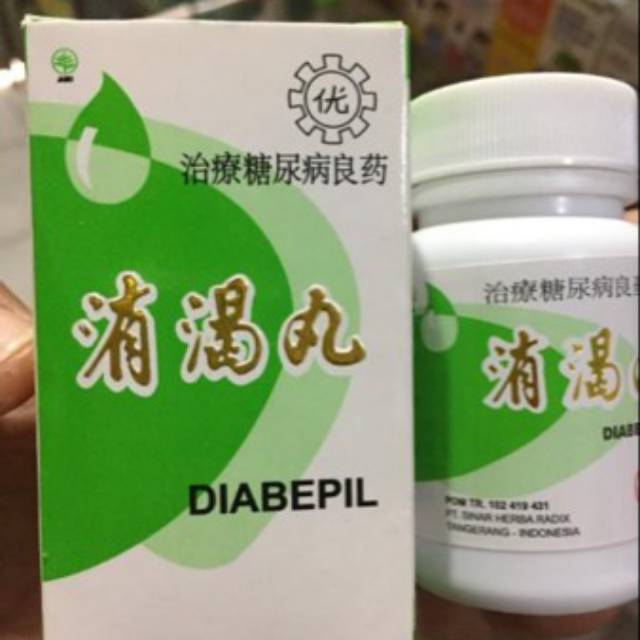 优
治療糖尿病良药
消渴丸
DIABEPIL
治療糖尿病良药
消渴
DIABE
POM TR. 102 419 431
PT. SINAR HERBA RADIX
TANGERANG - INDONESIA